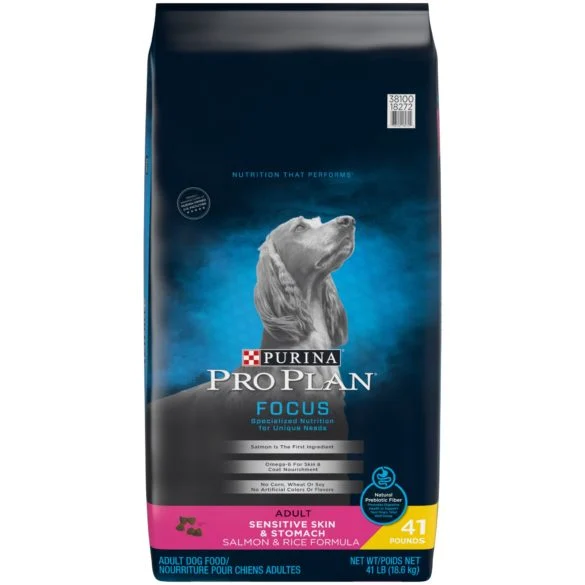 38100
18272
NUTRITION THAT PERFORMS
PURINA
PRO PLAN
FOCUS
Specialized Nutrition
for Unique Needs
Salmon Is The First Ingredient
Omega-6 For Skin &
Coat Nourishment
No Corn, Wheat Or Soy
No Artificial Colors Or Flavors
Natural
Prebiotic Fiber
ADULT
SENSITIVE SKIN
& STOMACH
SALMON & RICE FORMULA
41
POUNDS
ADULT DOG FOOD/
NOURRITURE POUR CHIENS ADULTES
NET WT/POIDS NET
41 LB (18.6 kg)